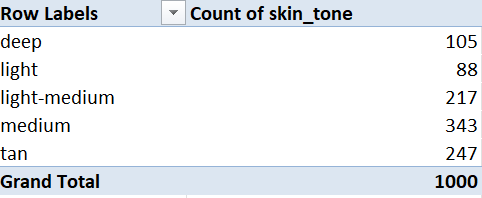 Row Labels Count of skin_tone
deep 105
light 88
light-medium 217
medium 343
tan 247
Grand Total 1000